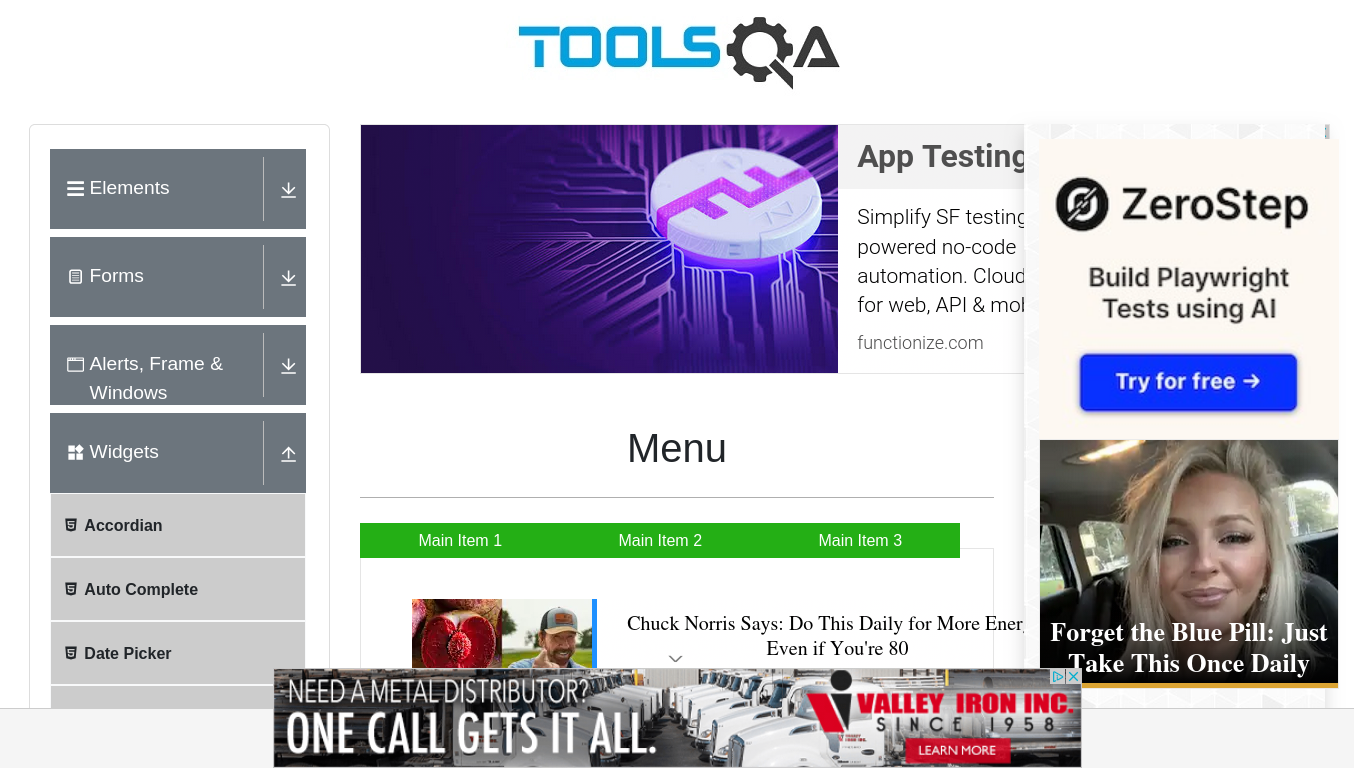 TOOLSQA
Elements
Forms
Alerts, Frame &
Windows
Widgets
Accordian
Auto Complete
Date Picker
App Testing
Simplify SF testing
powered no-code
automation. Cloud
for web, API & mob
functionize.com
Menu
Main Item 1
Main Item 2
Main Item 3
Chuck Norris Says: Do This Daily for More Ener
Even if You're 80
ZeroStep
Build Playwright
Tests using AI
Try for free →
Forget the Blue Pill: Just
Take This Once Daily
NEED A METAL DISTRIBUTOR?
ONE CALL GETS IT ALL.
VALLEY IRON INC.
SINCE 1958
LEARN MORE